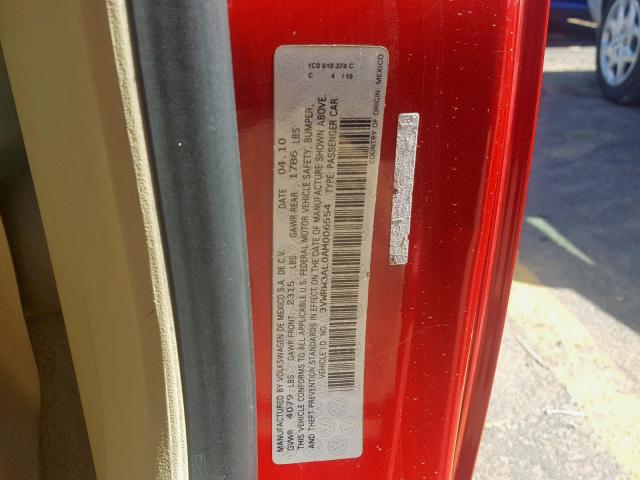 MANUFACTURED BY VOLKSWAGEN DE MEXICO S.A. DE C.V. DATE 04.10
GVWR 4079 LBS GAWR FRONT 2315 LBS GAWR REAR 1786 LBS
THIS VEHICLE CONFORMS TO ALL APPLICABLE U.S. FEDERAL MOTOR VEHICLE SAFETY, BUMPER,
AND THEFT PREVENTION STANDARDS IN EFFECT ON THE DATE OF MANUFACTURE SHOWN ABOVE.
VEHICLE ID. NO. 3VWRW3AL0AM006554 TYPE: PASSENGER CAR
COUNTRY OF ORIGIN: MEXICO
1C0 010 374 C
C 4 / 10